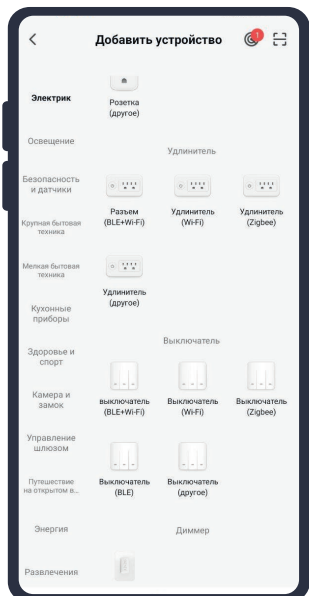 Добавить устройство
1
Электрик
Освещение
Безопасность
и датчики
Крупная бытовая
техника
Мелкая бытовая
техника
Кухонные
приборы
Здоровье и
спорт
Камера и
замок
Управление
шлюзом
Путешествие
на открытом в...
Энергия
Развлечения
Розетка
(другое)
Удлинитель
Разъем
(BLE+Wi-Fi)
Удлинитель
(Wi-Fi)
Удлинитель
(Zigbee)
Удлинитель
(другое)
Выключатель
выключатель
(BLE+Wi-Fi)
Выключатель
(Wi-Fi)
Выключатель
(Zigbee)
Выключатель
(BLE)
Выключатель
(другое)
Диммер